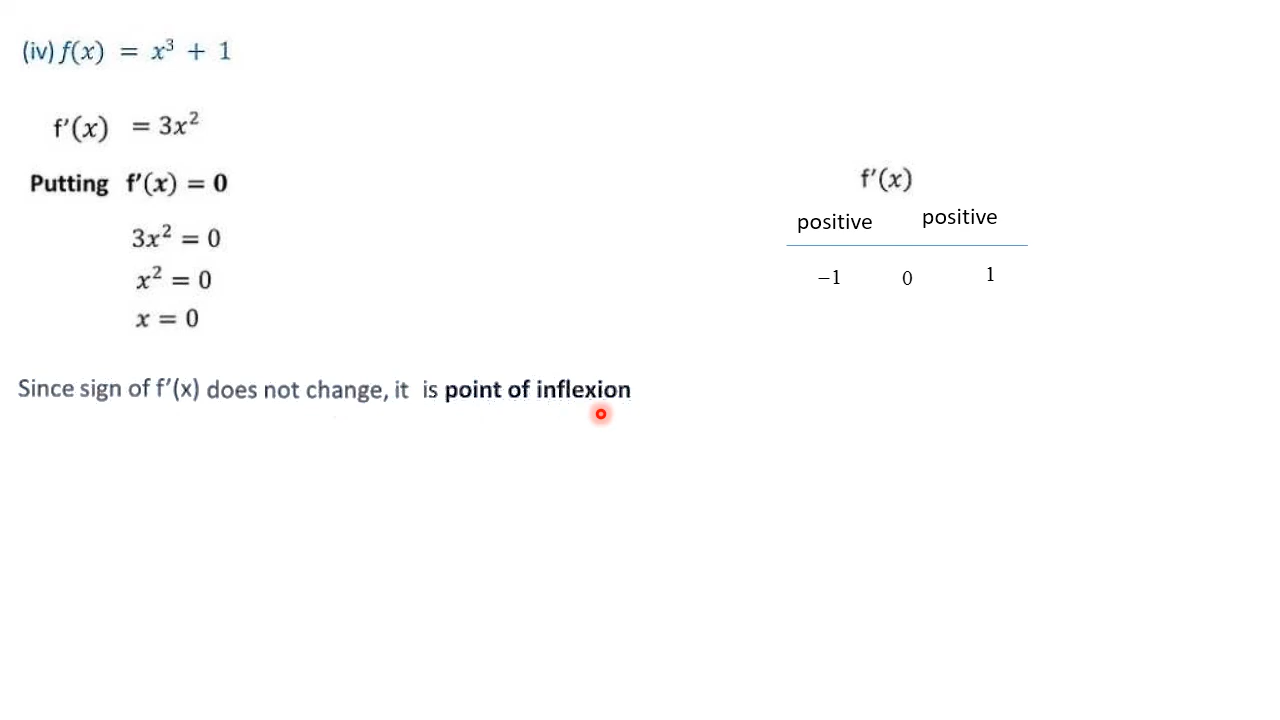 (iv) f(x) = x³ + 1
f'(x) = 3x²
Putting f'(x) = 0
3x² = 0
x² = 0
x = 0
Since sign of f'(x) does not change, it is point of inflexion
f'(x)
positive positive
−1 0 1